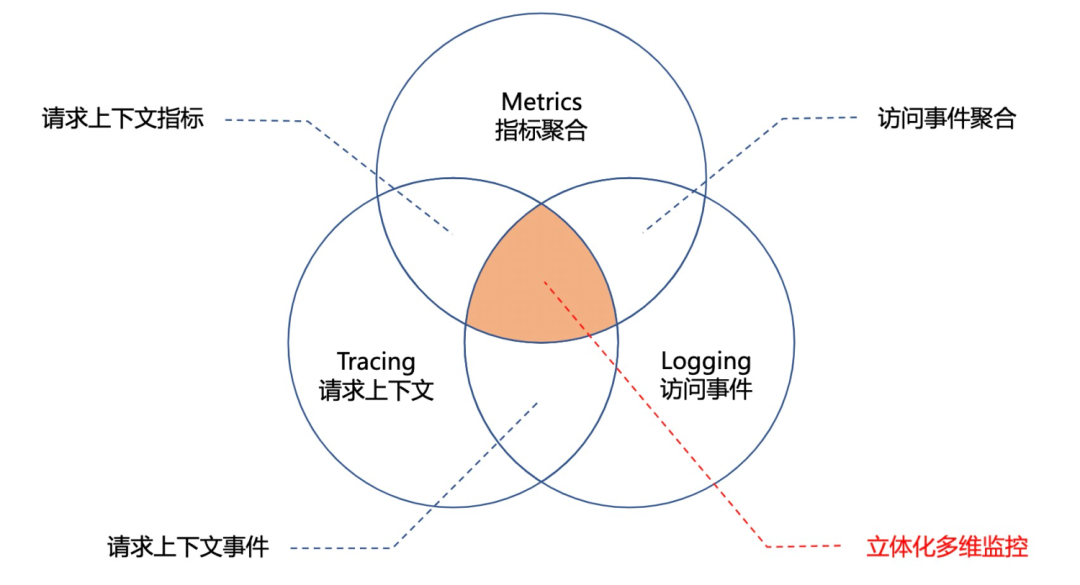 Metrics
指标聚合
请求上下文指标
访问事件聚合
Tracing
请求上下文
Logging
访问事件
请求上下文事件
立体化多维监控